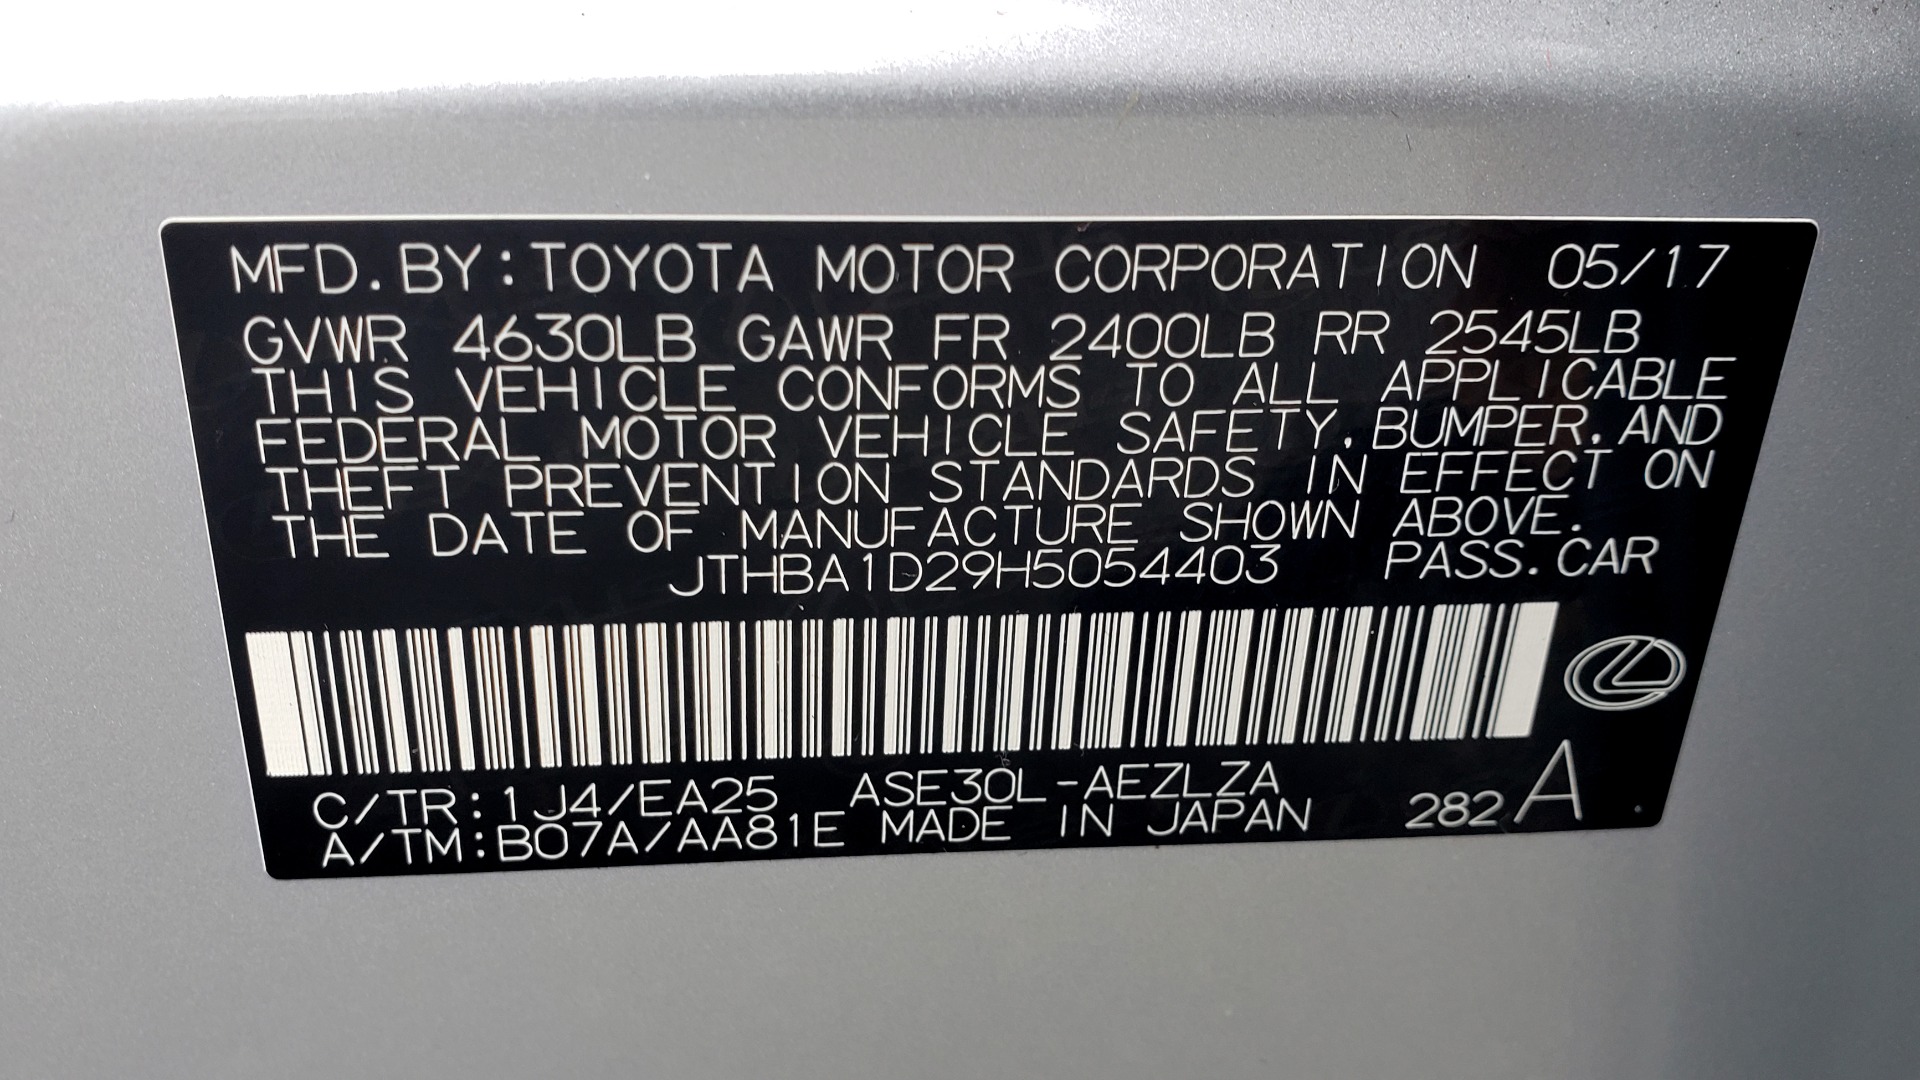 MFD. BY: TOYOTA MOTOR CORPORATION 05/17
GVWR 4630LB GAWR FR 2400LB RR 2545LB
THIS VEHICLE CONFORMS TO ALL APPLICABLE
FEDERAL MOTOR VEHICLE SAFETY, BUMPER, AND
THEFT PREVENTION STANDARDS IN EFFECT ON
THE DATE OF MANUFACTURE SHOWN ABOVE.
JTHBA1D29H5054403 PASS. CAR
C/TR: 1J4/EA25 ASE30L-AEZLZA
A/TM: B07A/AA81E MADE IN JAPAN 282 A